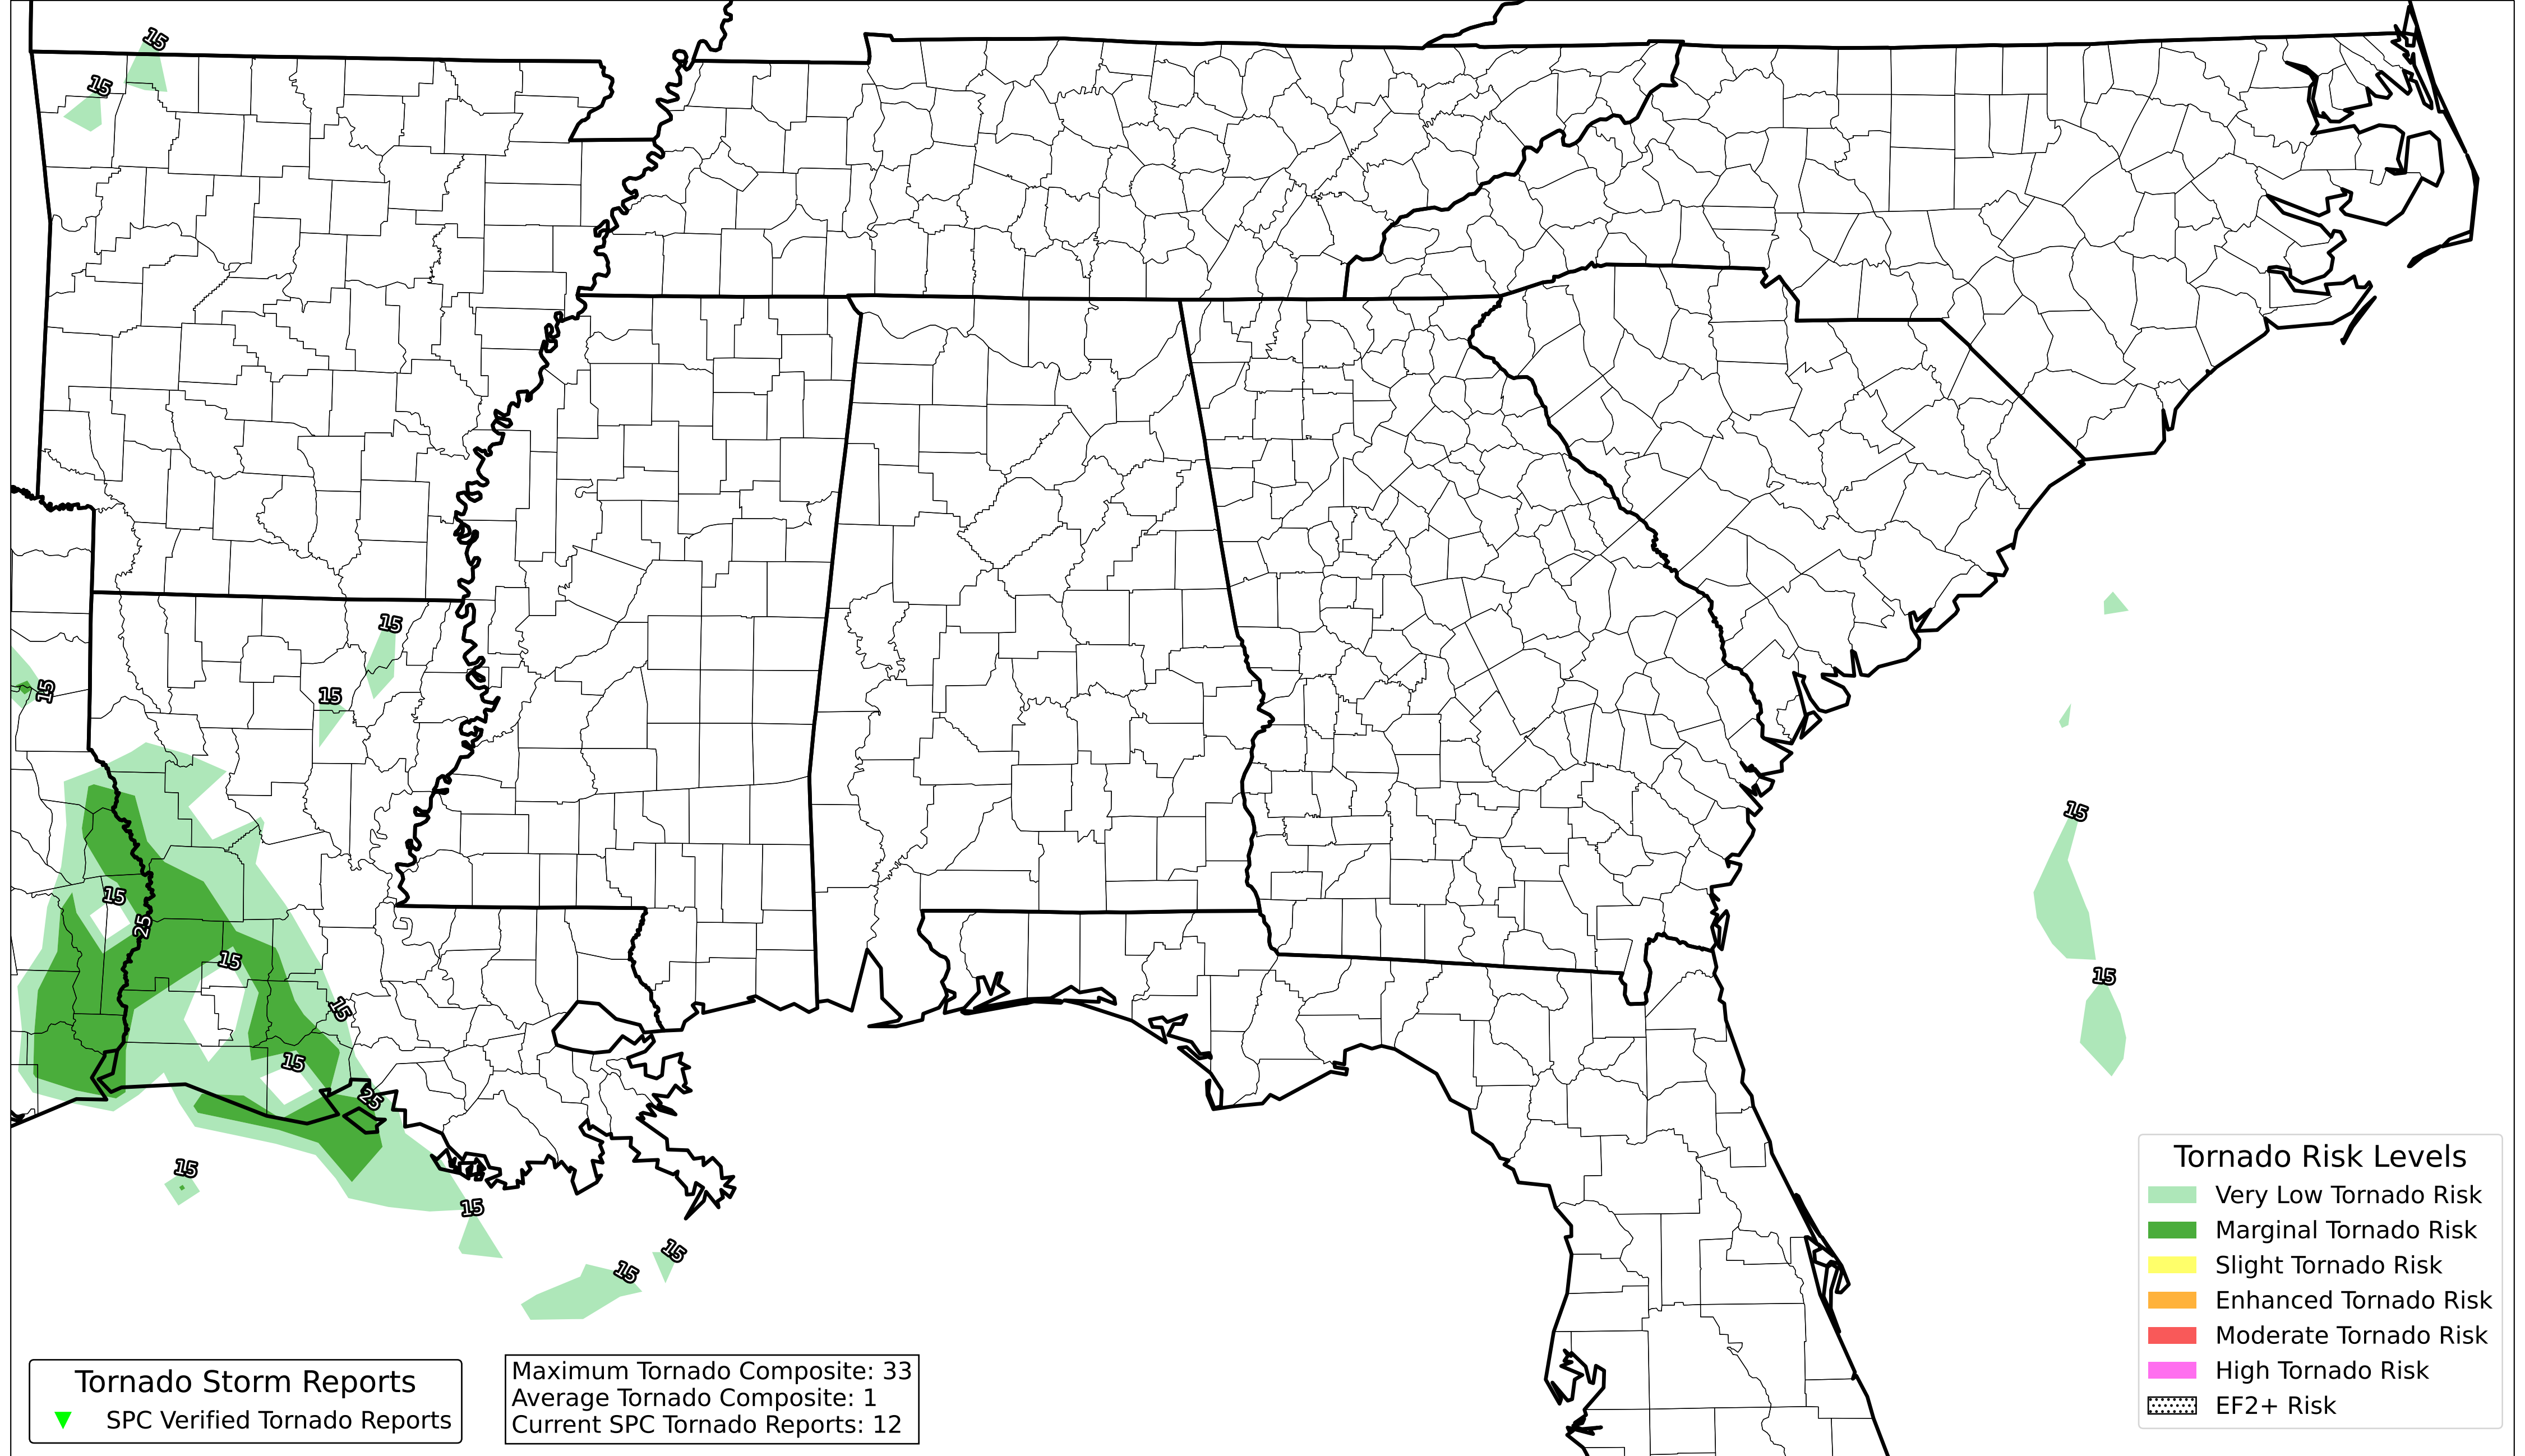 15
15
15
15
15
15
15
25
15
15
15
15
15
25
15
15
15
15
Tornado Risk Levels
Very Low Tornado Risk
Marginal Tornado Risk
Slight Tornado Risk
Enhanced Tornado Risk
Moderate Tornado Risk
High Tornado Risk
EF2+ Risk
Tornado Storm Reports
SPC Verified Tornado Reports
Maximum Tornado Composite: 33
Average Tornado Composite: 1
Current SPC Tornado Reports: 12